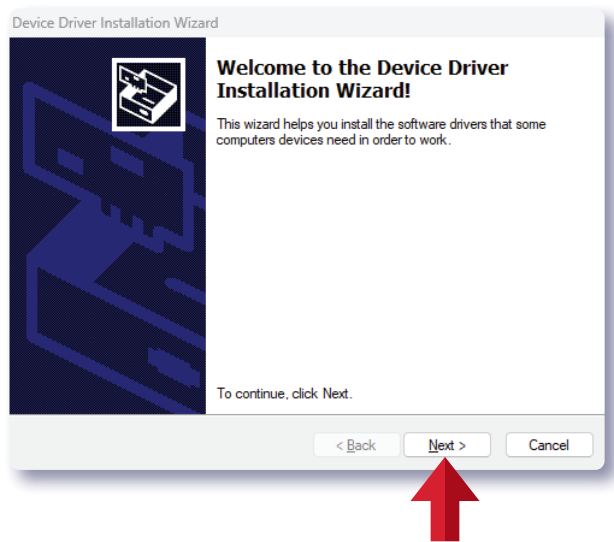 Device Driver Installation Wizard
Welcome to the Device Driver
Installation Wizard!
This wizard helps you install the software drivers that some
computers devices need in order to work.
To continue, click Next.
< Back
Next >
Cancel